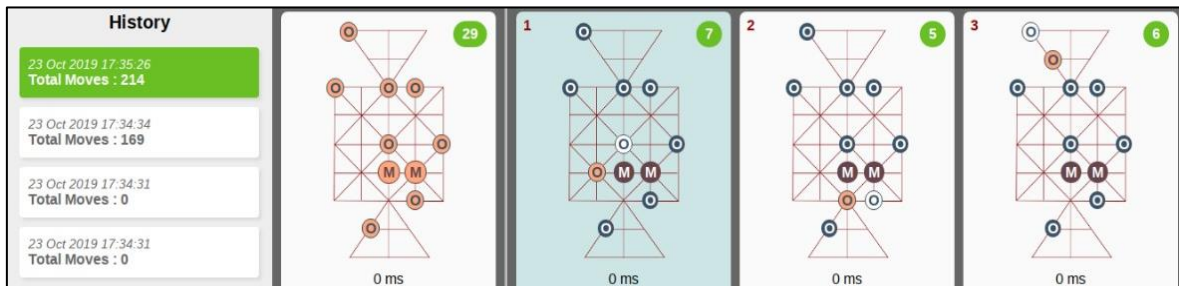 History
23 Oct 2019 17:35:26
Total Moves : 214
23 Oct 2019 17:34:34
Total Moves : 169
23 Oct 2019 17:34:31
Total Moves : 0
23 Oct 2019 17:34:31
Total Moves : 0
29
O
O O O
O O
M M
O
O
0 ms
1
7
O
O O O
O O
O M M
O
O
0 ms
2
5
O
O O O
O O
M M
O O
O
0 ms
3
6
O
O
O O O
O O
M M
O
O
0 ms